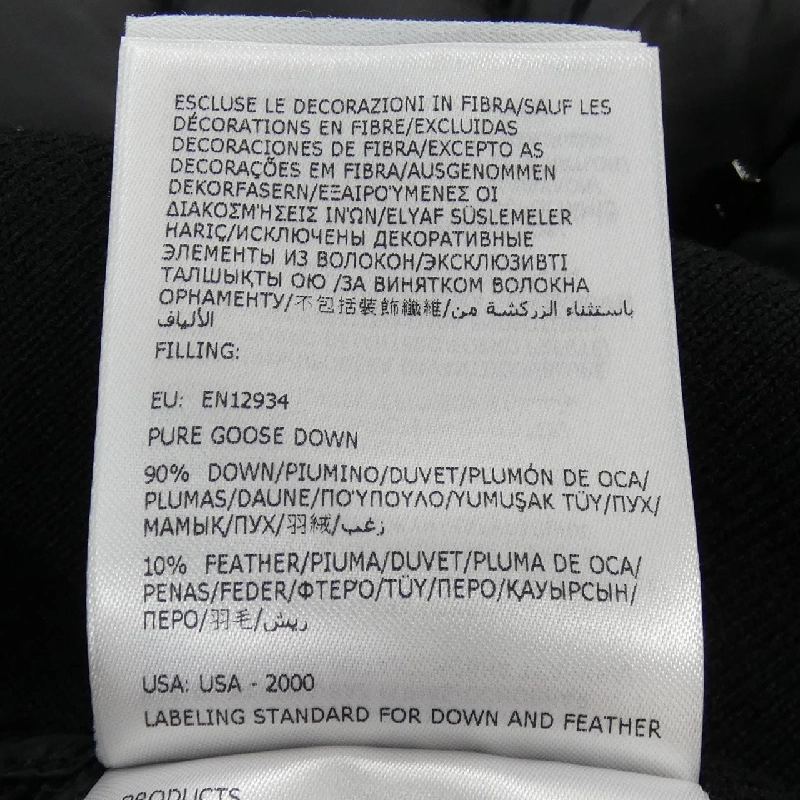 ESCLUSE LE DECORAZIONI IN FIBRA/SAUF LES
DÉCORATIONS EN FIBRE/EXCLUIDAS
DECORACIONES DE FIBRA/EXCEPTO AS
DECORAÇÕES EM FIBRA/AUSGENOMMEN
DEKORFASERN/ΕΞΑΙΡΟΎΜΕΝΕΣ ΟΙ
ΔΙΑΚΟΣΜΉΣΕΙΣ ΙΝΏΝ/ELYAF SÜSLEMELER
HARIÇ/ИСКЛЮЧЕНЫ ДЕКОРАТИВНЫЕ
ЭЛЕМЕНТЫ ИЗ ВОЛОКОН/ЭКСКЛЮЗИВТІ
ТАЛШЫҚТЫ ОЮ /ЗА ВИНЯТКОМ ВОЛОКНА
ОРНАМЕНТУ/不包括裝飾纖維/باستثناء الزركشة من
الألياف
FILLING:
EU: EN12934
PURE GOOSE DOWN
90% DOWN/PIUMINO/DUVET/PLUMÓN DE OCA/
PLUMAS/DAUNE/ΠΟΎΠΟΥΛΟ/YUMUŞAK TÜY/ПУХ/
МАМЫҚ/ПУХ/羽絨/زغب
10% FEATHER/PIUMA/DUVET/PLUMA DE OCA/
PENAS/FEDER/ΦΤΕΡΌ/TÜY/ПЕРО/ҚАУЫРСЫН/
ПЕРО/羽毛/ريش
USA: USA - 2000
LABELING STANDARD FOR DOWN AND FEATHER
PRODUCTS